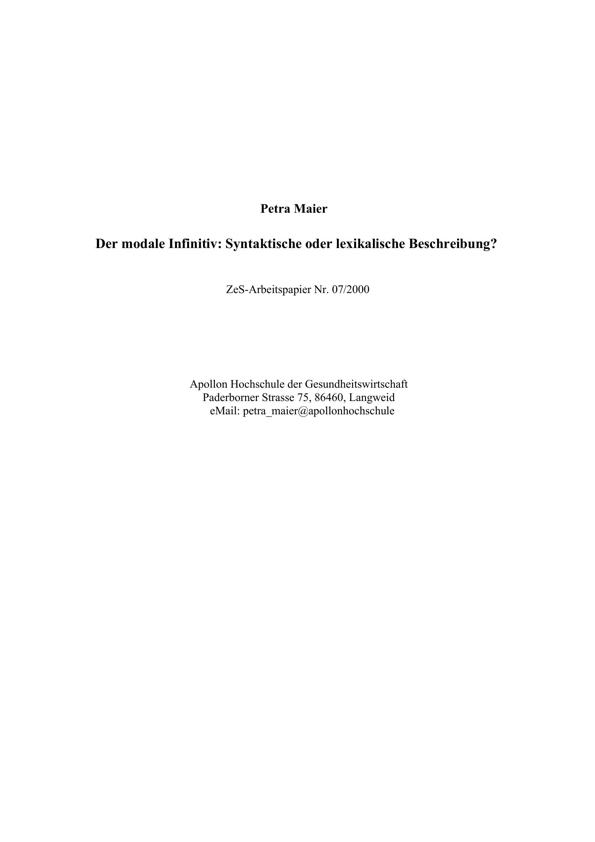 Petra Maier
Der modale Infinitiv: Syntaktische oder lexikalische Beschreibung?
ZeS-Arbeitspapier Nr. 07/2000
Apollon Hochschule der Gesundheitswirtschaft
Paderborner Strasse 75, 86460, Langweid
eMail: petra_maier@apollonhochschule